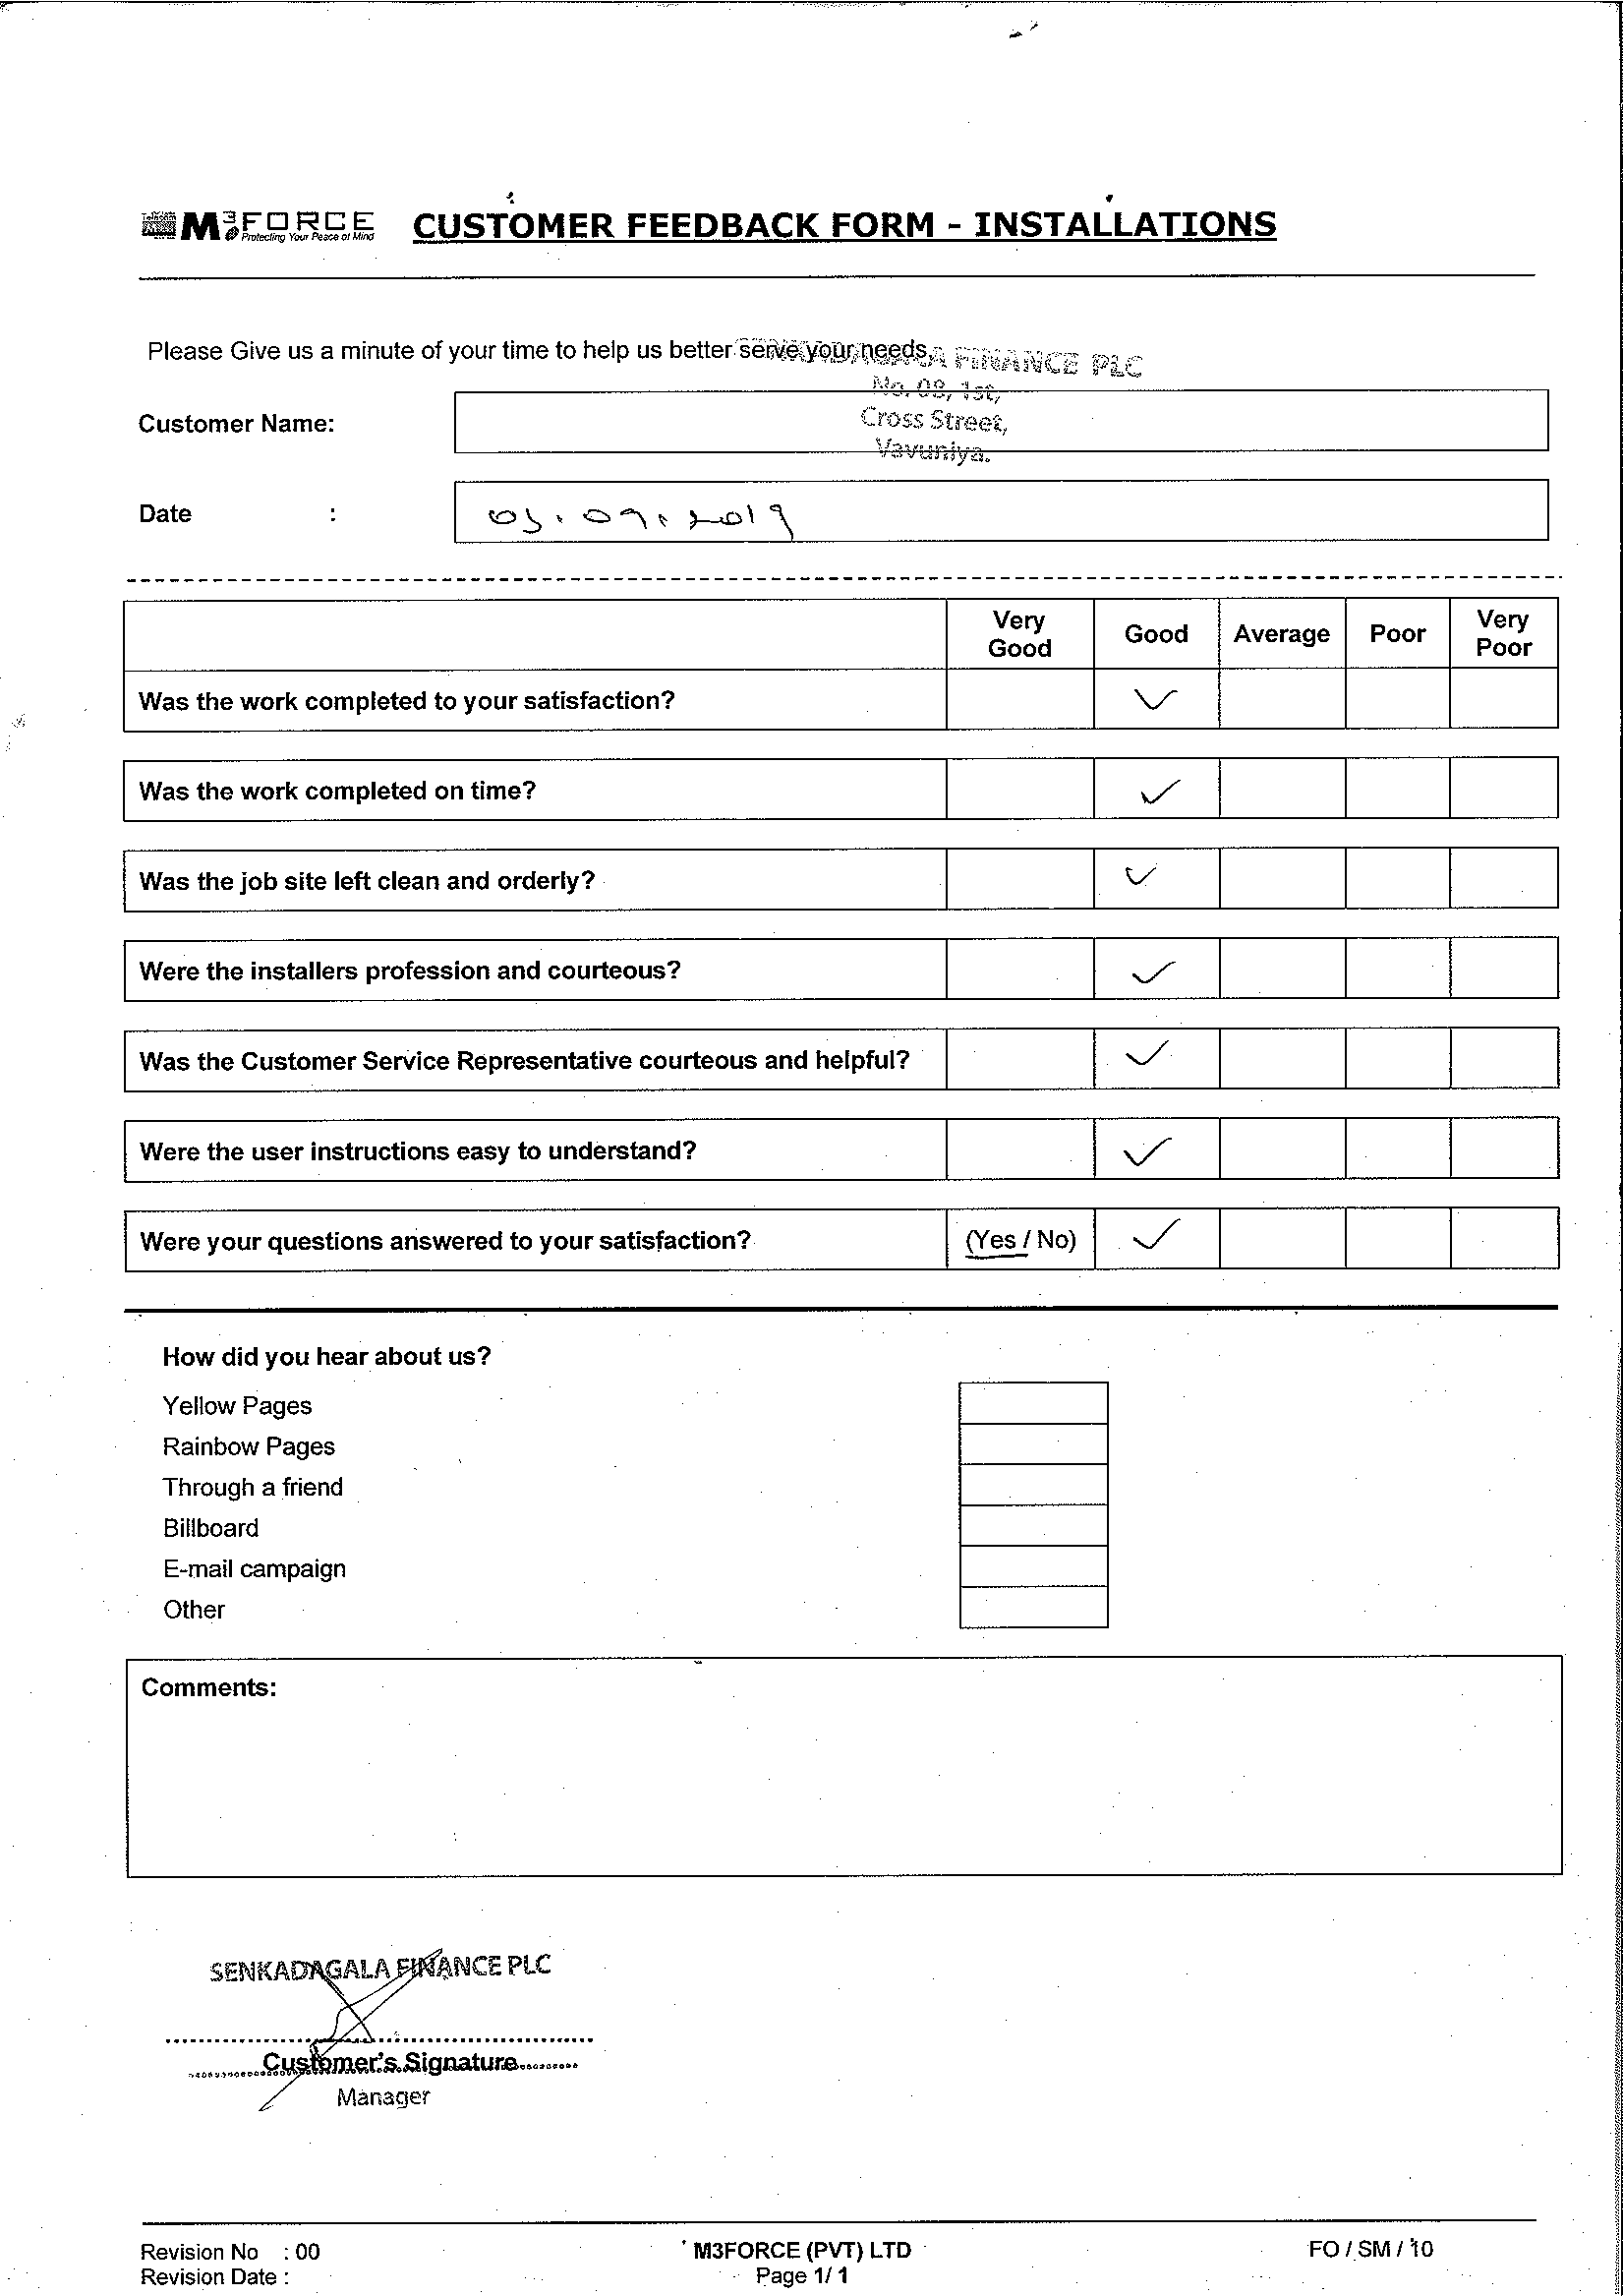 M3FORCE
Protecting Your Peace of Mind
CUSTOMER FEEDBACK FORM - INSTALLATIONS
Please Give us a minute of your time to help us better serve your needs.
FINANCE PLC
No. 08, 1st,
Customer Name:
Cross Street,
Vavuniya.
Date :
09.2019
Very Good Good Average Poor Very Poor
Was the work completed to your satisfaction?
Was the work completed on time?
Was the job site left clean and orderly?
Were the installers profession and courteous?
Was the Customer Service Representative courteous and helpful?
Were the user instructions easy to understand?
Were your questions answered to your satisfaction? (Yes / No)
How did you hear about us?
Yellow Pages
Rainbow Pages
Through a friend
Billboard
E-mail campaign
Other
Comments:
SENKADAGALA FINANCE PLC
Customer's Signature
Manager
Revision No : 00 M3FORCE (PVT) LTD FO / SM / 10
Revision Date : Page 1/ 1